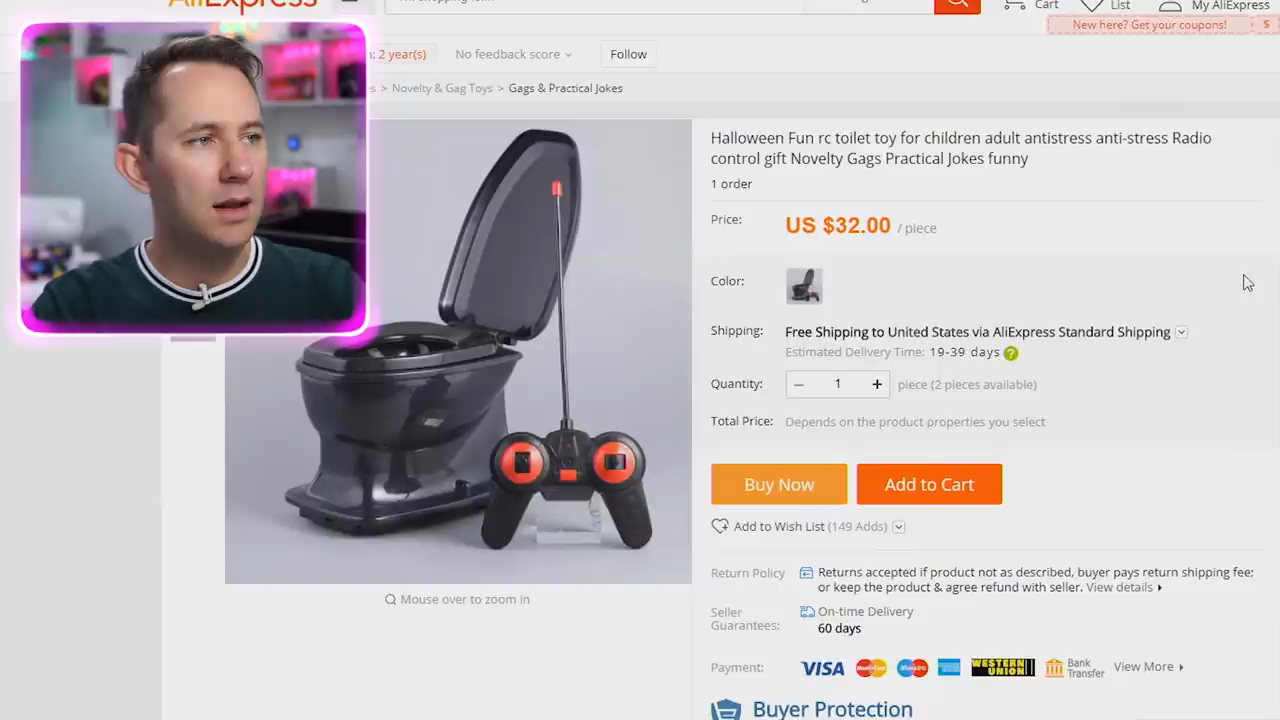 AliExpress
Cart
List
My AliExpress
New here? Get your coupons!
$
2 year(s)
No feedback score
Follow
> Novelty & Gag Toys > Gags & Practical Jokes
Halloween Fun rc toilet toy for children adult antistress anti-stress Radio
control gift Novelty Gags Practical Jokes funny
1 order
Price: US $32.00 / piece
Color:
Shipping: Free Shipping to United States via AliExpress Standard Shipping
Estimated Delivery Time: 19-39 days ?
Quantity: – 1 + piece (2 pieces available)
Total Price: Depends on the product properties you select
Buy Now Add to Cart
Add to Wish List (149 Adds)
Return Policy Returns accepted if product not as described, buyer pays return shipping fee;
or keep the product & agree refund with seller. View details
Seller Guarantees: On-time Delivery
60 days
Payment: VISA MasterCard Maestro WESTERN UNION Bank Transfer View More
Mouse over to zoom in
Buyer Protection